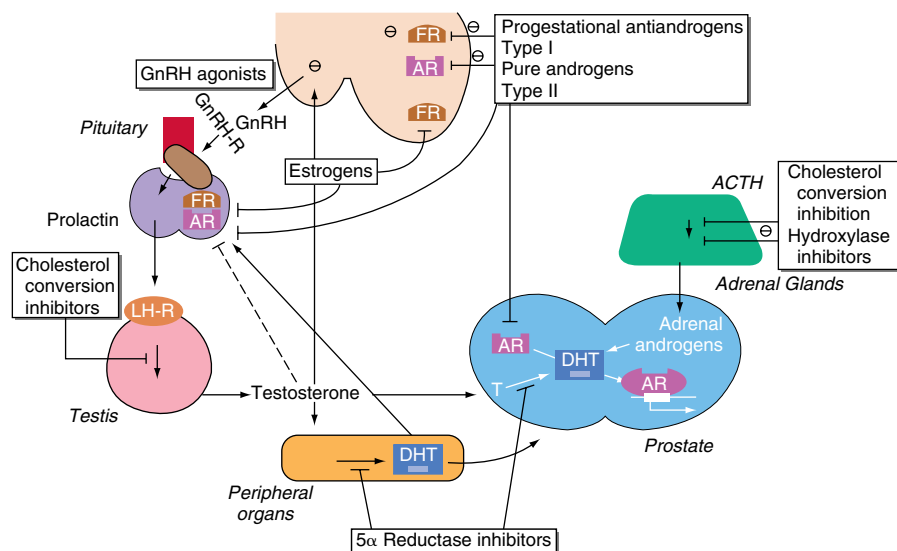 FR
Progestational antiandrogens
Type I
Pure androgens
Type II
AR
GnRH agonists
GnRH
GnRH-R
Pituitary
FR
Estrogens
FR
AR
Prolactin
ACTH
Cholesterol
conversion
inhibition
Hydroxylase
inhibitors
Adrenal Glands
Cholesterol
conversion
inhibitors
LH-R
Testis
Testosterone
AR
Adrenal
androgens
DHT
T
AR
Prostate
DHT
Peripheral
organs
5α Reductase inhibitors